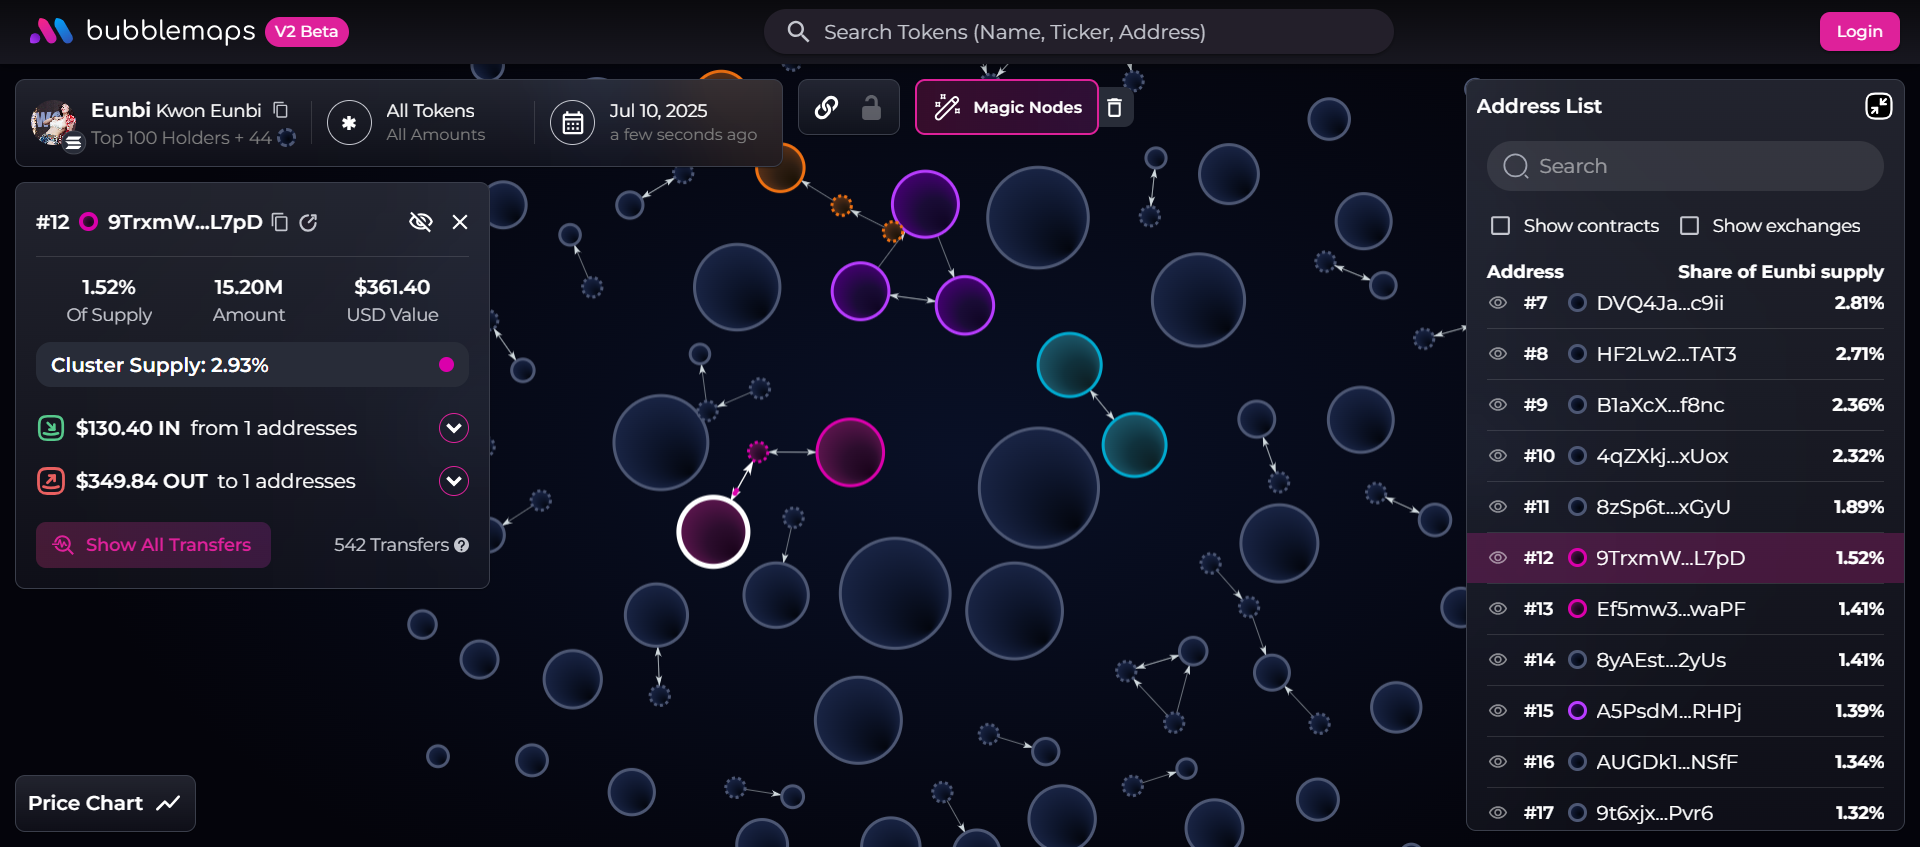 bubblemaps V2 Beta
Search Tokens (Name, Ticker, Address)
Login
Eunbi Kwon Eunbi
Top 100 Holders + 44
All Tokens
All Amounts
Jul 10, 2025
a few seconds ago
Magic Nodes
#12 9TrxmW...L7pD
1.52% 15.20M $361.40
Of Supply Amount USD Value
Cluster Supply: 2.93%
$130.40 IN from 1 addresses
$349.84 OUT to 1 addresses
Show All Transfers 542 Transfers ?
Price Chart
Address List
Search
Show contracts Show exchanges
Address Share of Eunbi supply
#7 DVQ4Ja...c9ii 2.81%
#8 HF2Lw2...TAT3 2.71%
#9 B1aXcX...f8nc 2.36%
#10 4qZXkj...xUox 2.32%
#11 8zSp6t...xGyU 1.89%
#12 9TrxmW...L7pD 1.52%
#13 Ef5mw3...waPF 1.41%
#14 8yAEst...2yUs 1.41%
#15 A5PsdM...RHPj 1.39%
#16 AUGDk1...NSfF 1.34%
#17 9t6xjx...Pvr6 1.32%